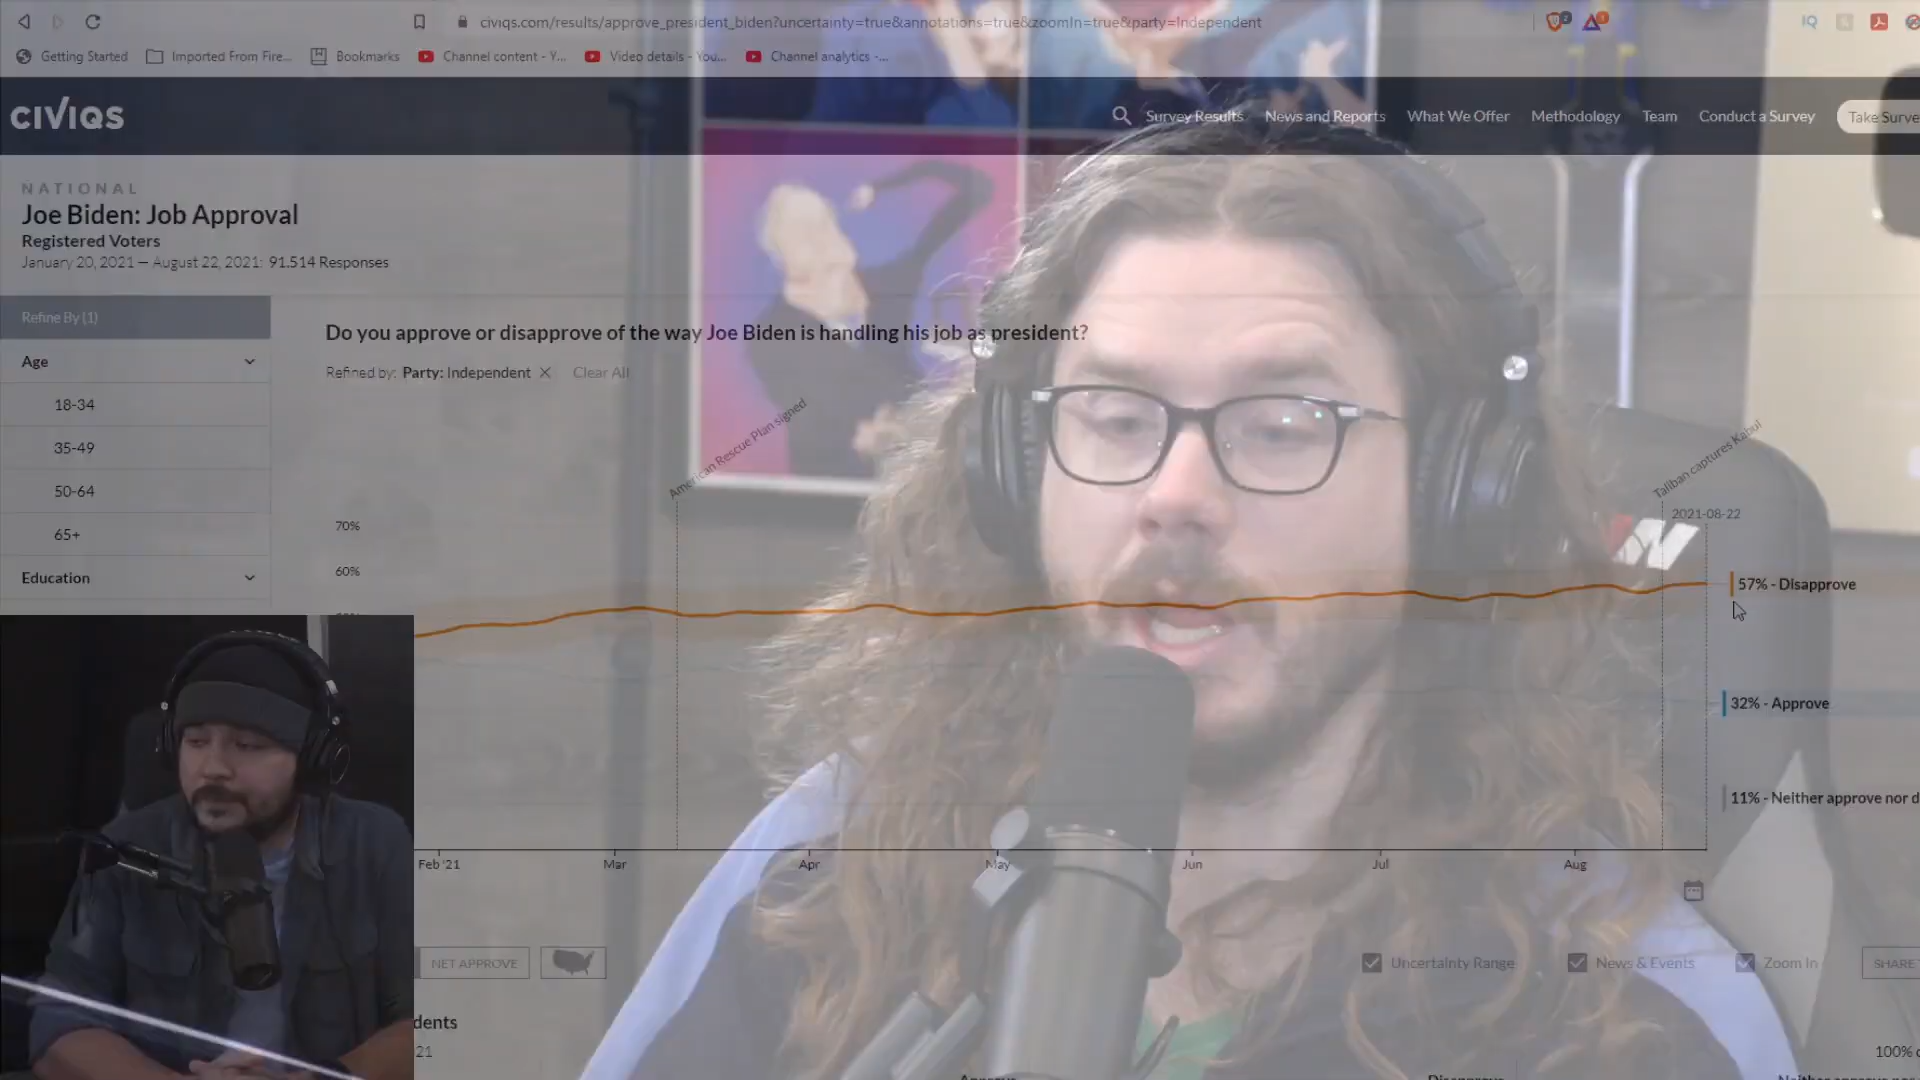 civiqs.com/results/approve_president_biden?uncertainty=true&annotations=true&zoomIn=true&party=Independent
Getting Started Imported From Fire... Bookmarks Channel content - Y... Video details - You... Channel analytics -...
CIVIQS
Survey Results News and Reports What We Offer Methodology Team Conduct a Survey Take Surve
NATIONAL
Joe Biden: Job Approval
Registered Voters
January 20, 2021 — August 22, 2021: 91,514 Responses
Refine By (1)
Age
18-34
35-49
50-64
65+
Education
Do you approve or disapprove of the way Joe Biden is handling his job as president?
Refined by: Party: Independent Clear All
American Rescue Plan signed
Taliban captures Kabul
2021-08-22
70%
60%
57% - Disapprove
32% - Approve
11% - Neither approve nor d
Feb '21 Mar Apr May Jun Jul Aug
NET APPROVE
Uncertainty Range News & Events Zoom In SHARE
dents
21
100%